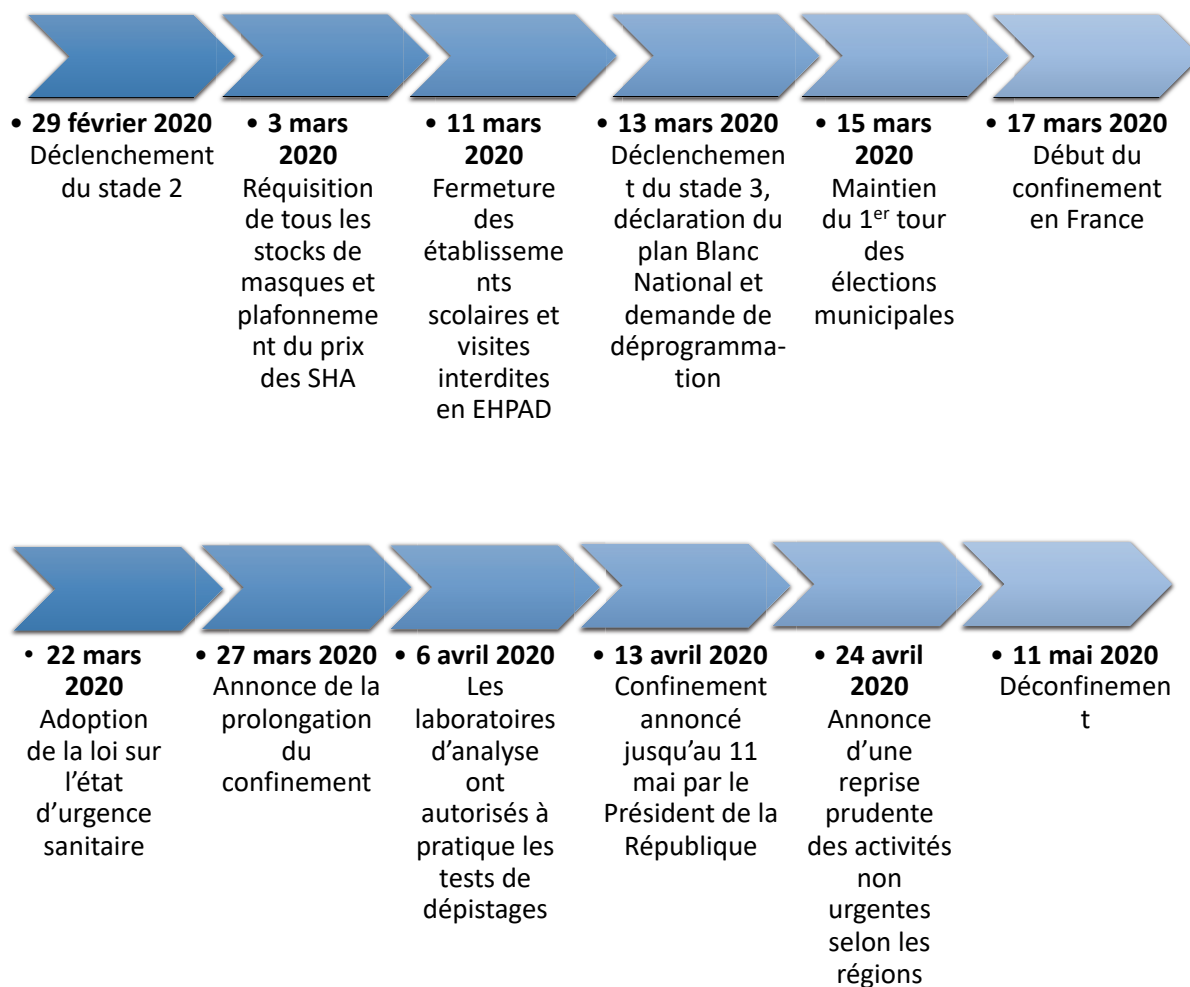 • 29 février 2020
Déclenchement
du stade 2
• 3 mars
2020
Réquisition
de tous les
stocks de
masques et
plafonneme
nt du prix
des SHA
• 11 mars
2020
Fermeture
des
établisseme
nts
scolaires et
visites
interdites
en EHPAD
• 13 mars 2020
Déclenchemen
t du stade 3,
déclaration du
plan Blanc
National et
demande de
déprogramma-
tion
• 15 mars
2020
Maintien
du 1er tour
des
élections
municipales
• 17 mars 2020
Début du
confinement
en France
• 22 mars
2020
Adoption
de la loi sur
l’état
d’urgence
sanitaire
• 27 mars 2020
Annonce de la
prolongation
du
confinement
• 6 avril 2020
Les
laboratoires
d’analyse
ont
autorisés à
pratique les
tests de
dépistages
• 13 avril 2020
Confinement
annoncé
jusqu’au 11
mai par le
Président de la
République
• 24 avril
2020
Annonce
d’une
reprise
prudente
des activités
non
urgentes
selon les
régions
• 11 mai 2020
Déconfinemen
t